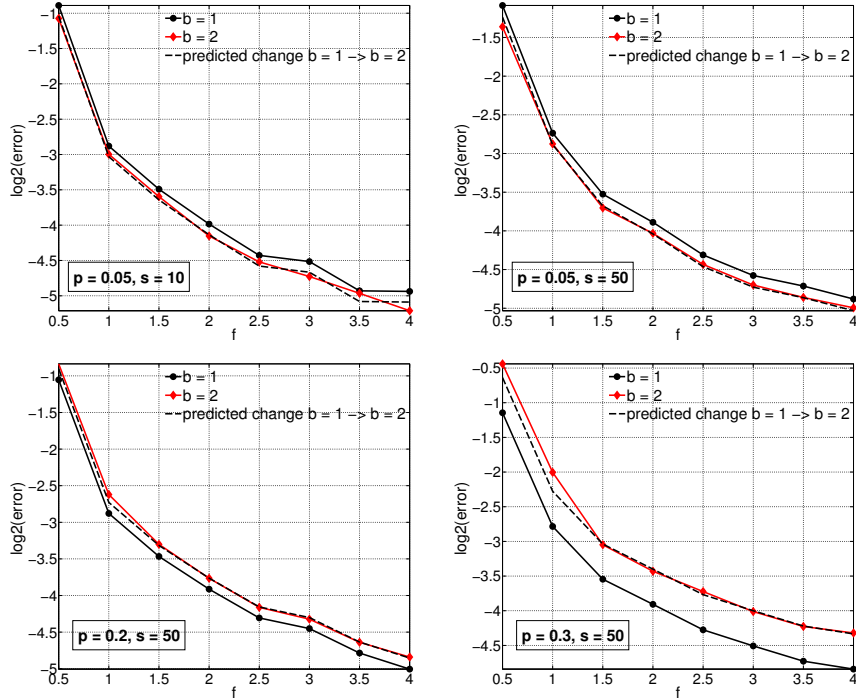 −1
−1.5
−2
−2.5
−3
−3.5
−4
−4.5
−5
log2(error)
b = 1
b = 2
predicted change b = 1 −> b = 2
p = 0.05, s = 10
0.5 1 1.5 2 2.5 3 3.5 4
f
−1.5
−2
−2.5
−3
−3.5
−4
−4.5
−5
log2(error)
b = 1
b = 2
predicted change b = 1 −> b = 2
p = 0.05, s = 50
0.5 1 1.5 2 2.5 3 3.5 4
f
−1
−1.5
−2
−2.5
−3
−3.5
−4
−4.5
−5
log2(error)
b = 1
b = 2
predicted change b = 1 −> b = 2
p = 0.2, s = 50
0.5 1 1.5 2 2.5 3 3.5 4
f
−0.5
−1
−1.5
−2
−2.5
−3
−3.5
−4
−4.5
log2(error)
b = 1
b = 2
predicted change b = 1 −> b = 2
p = 0.3, s = 50
0.5 1 1.5 2 2.5 3 3.5 4
f